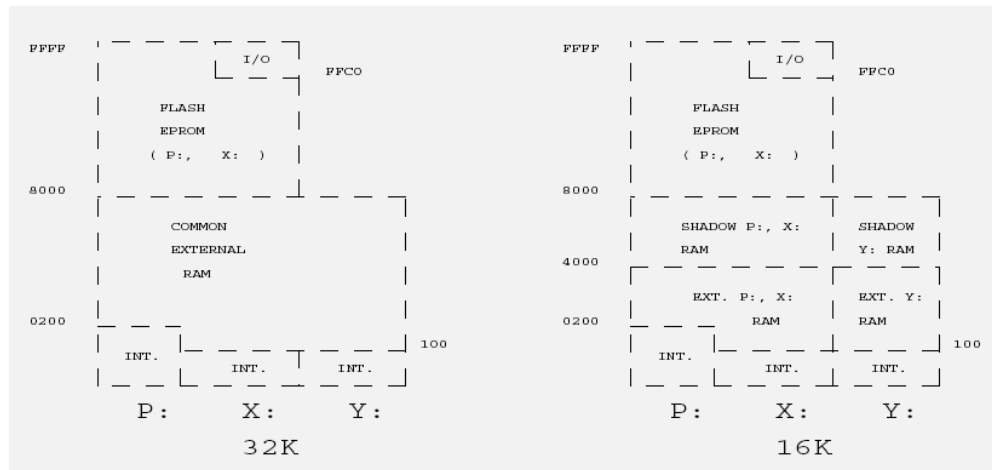 FFFF
I/O
FFC0
FLASH
EPROM
( P:, X: )
8000
COMMON
EXTERNAL
RAM
0200
100
INT.
INT.
INT.
P: X: Y:
32K
FFFF
I/O
FFC0
FLASH
EPROM
( P:, X: )
8000
SHADOW P:, X:
RAM
SHADOW
Y: RAM
4000
EXT. P:, X:
RAM
EXT. Y:
RAM
0200
100
INT.
INT.
INT.
P: X: Y:
16K